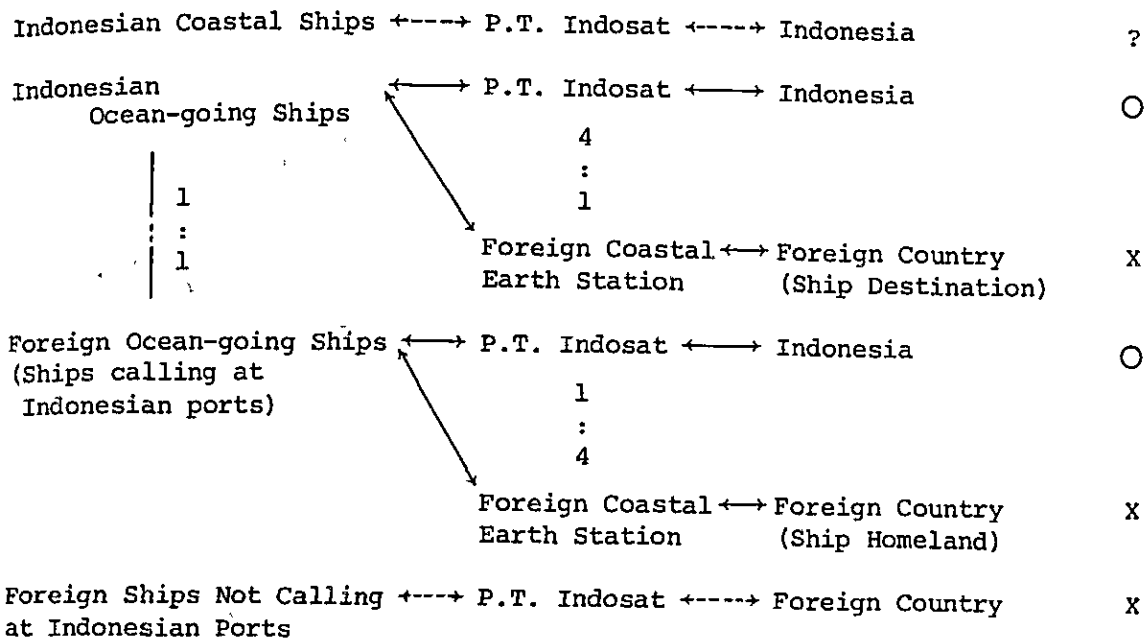 Indonesian Coastal Ships ←---→ P.T. Indosat ←----→ Indonesia ?
Indonesian ←→ P.T. Indosat ←→ Indonesia O
Ocean-going Ships
4
:
1
1
:
1
Foreign Coastal ←→ Foreign Country X
Earth Station (Ship Destination)
Foreign Ocean-going Ships ←→ P.T. Indosat ←→ Indonesia O
(Ships calling at
Indonesian ports)
1
:
4
Foreign Coastal ←→ Foreign Country X
Earth Station (Ship Homeland)
Foreign Ships Not Calling ←---→ P.T. Indosat ←----→ Foreign Country X
at Indonesian Ports